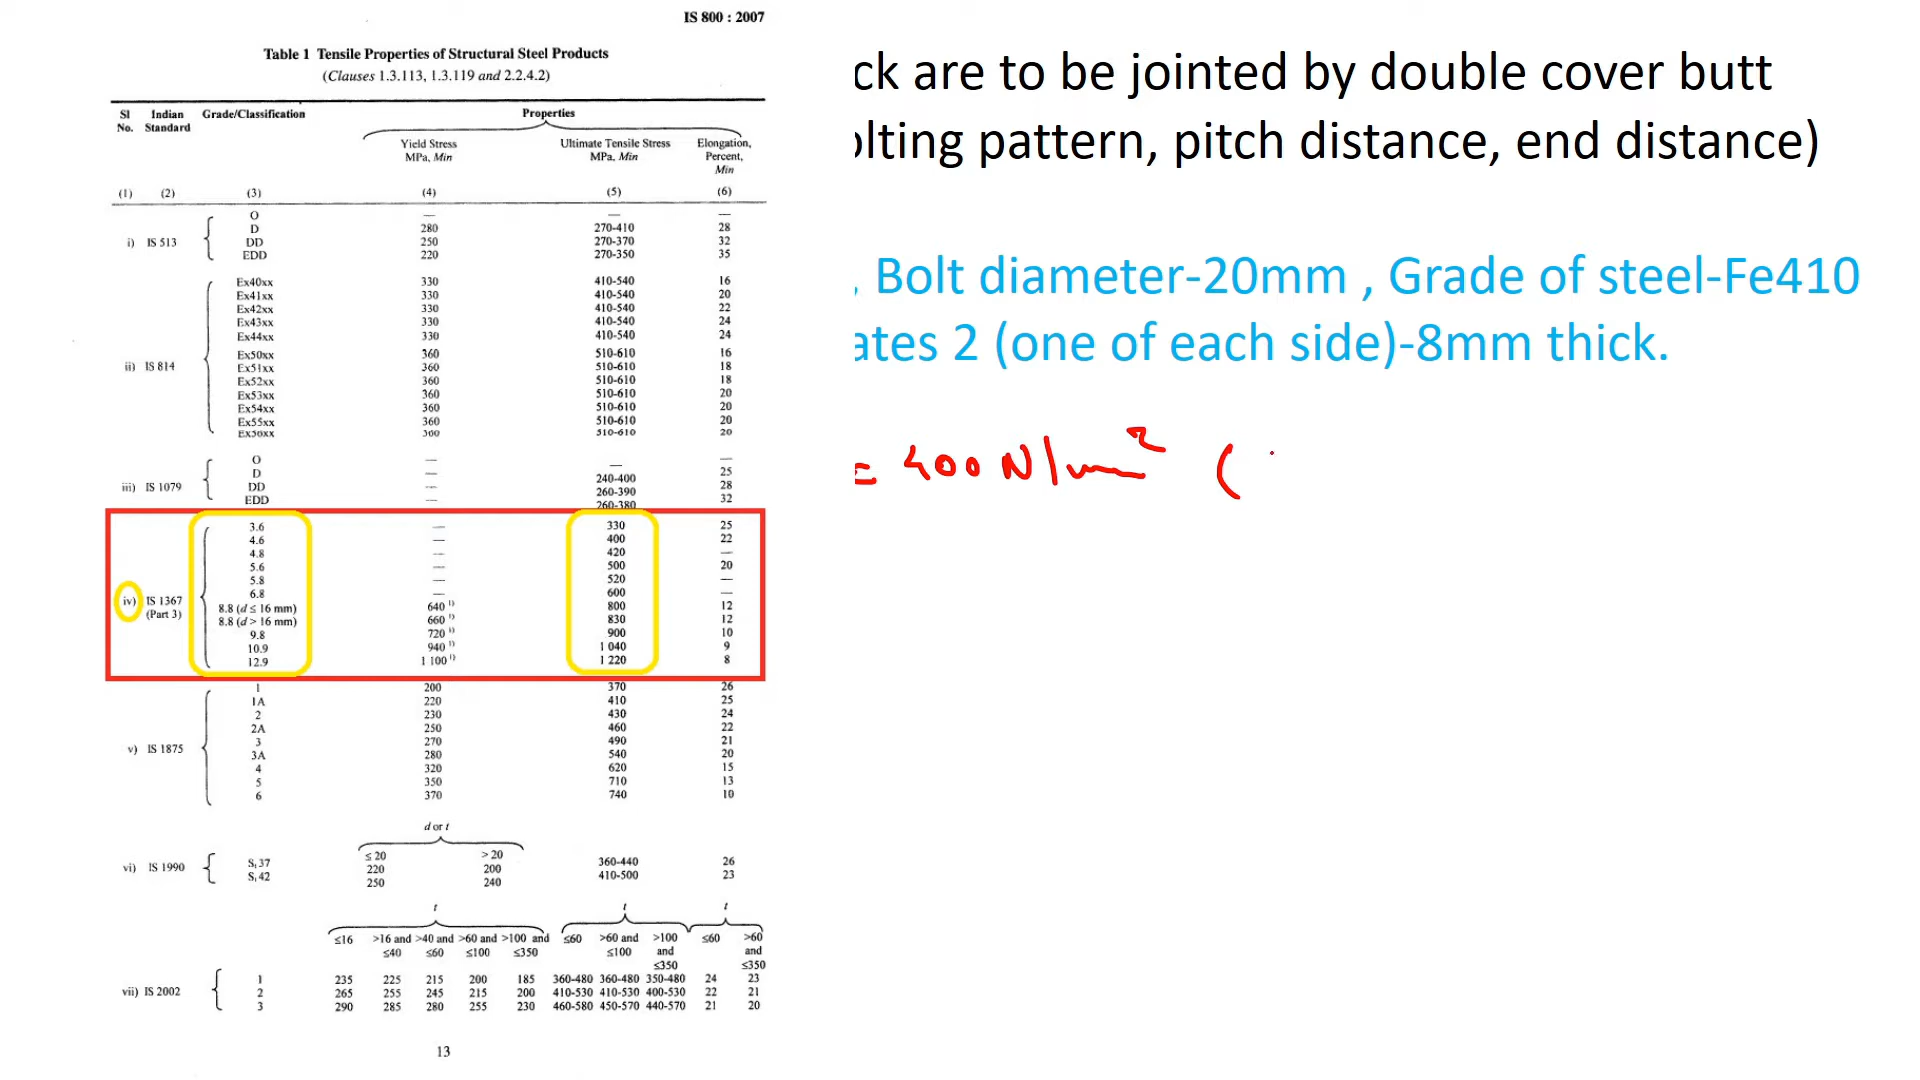 IS 800 : 2007
Table 1 Tensile Properties of Structural Steel Products
(Clauses 1.3.113, 1.3.119 and 2.2.4.2)
Sl No. Indian Standard Grade/Classification Properties
Yield Stress MPa, Min Ultimate Tensile Stress MPa, Min Elongation, Percent, Min
(1) (2) (3) (4) (5) (6)
i) IS 513
O — — —
D 280 270-410 28
DD 250 270-370 32
EDD 220 270-350 35
ii) IS 814
Ex40xx 330 410-540 16
Ex41xx 330 410-540 20
Ex42xx 330 410-540 22
Ex43xx 330 410-540 24
Ex44xx 330 410-540 24
Ex50xx 360 510-610 16
Ex51xx 360 510-610 18
Ex52xx 360 510-610 18
Ex53xx 360 510-610 20
Ex54xx 360 510-610 20
Ex55xx 360 510-610 20
Ex56xx 360 510-610 20
iii) IS 1079
O — — —
D — 240-400 25
DD — 260-390 28
EDD — 260-380 32
iv) IS 1367 (Part 3)
3.6 — 330 25
4.6 — 400 22
4.8 — 420 —
5.6 — 500 20
5.8 — 520 —
6.8 — 600 —
8.8 (d ≤ 16 mm) 640 1) 800 12
8.8 (d > 16 mm) 660 1) 830 12
9.8 720 1) 900 10
10.9 940 1) 1 040 9
12.9 1 100 1) 1 220 8
v) IS 1875
1 200 370 26
1A 220 410 25
2 230 430 24
2A 250 460 22
3 270 490 21
3A 280 540 20
4 320 620 15
5 350 710 13
6 370 740 10
d or t
≤ 20 > 20
vi) IS 1990
St 37 220 200 360-440 26
St 42 250 240 410-500 23
t t t
≤16 >16 and ≤40 >40 and ≤60 >60 and ≤100 >100 and ≤350 ≤60 >60 and ≤100 >100 and ≤350 ≤60 >60 and ≤350
vii) IS 2002
1 235 225 215 200 185 360-480 360-480 350-480 24 23
2 265 255 245 215 200 410-530 410-530 400-530 22 21
3 290 285 280 255 230 460-580 450-570 440-570 21 20
13
ck are to be jointed by double cover butt
olting pattern, pitch distance, end distance)
, Bolt diameter-20mm , Grade of steel-Fe410
ates 2 (one of each side)-8mm thick.
= 400 N/mm² (